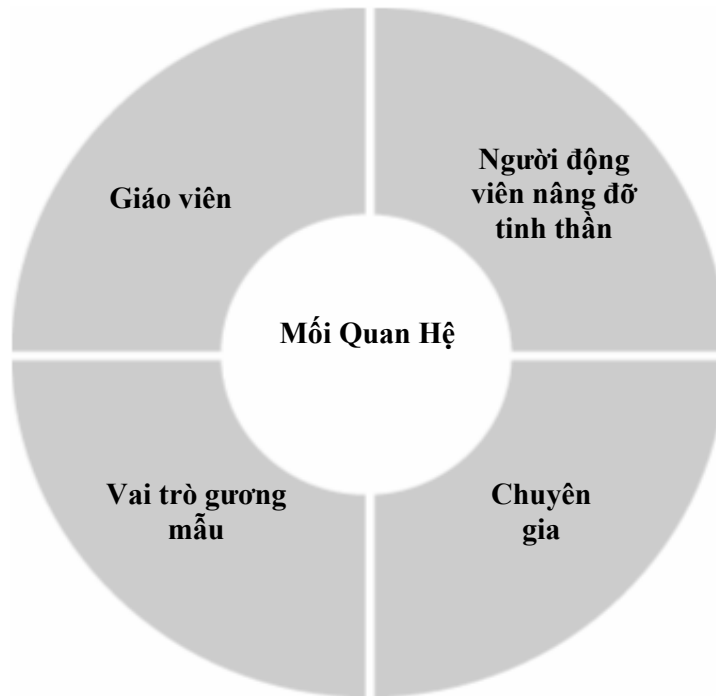 Giáo viên
Người động
viên nâng đỡ
tinh thần
Mối Quan Hệ
Vai trò gương
mẫu
Chuyên
gia